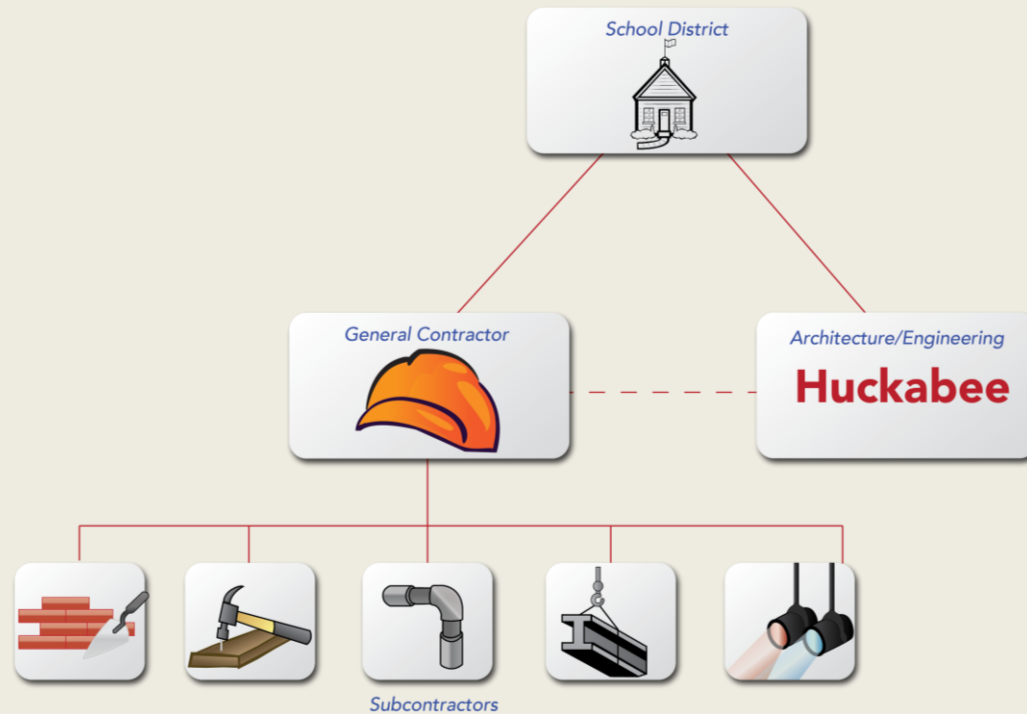 School District
General Contractor
Architecture/Engineering
Huckabee
Subcontractors